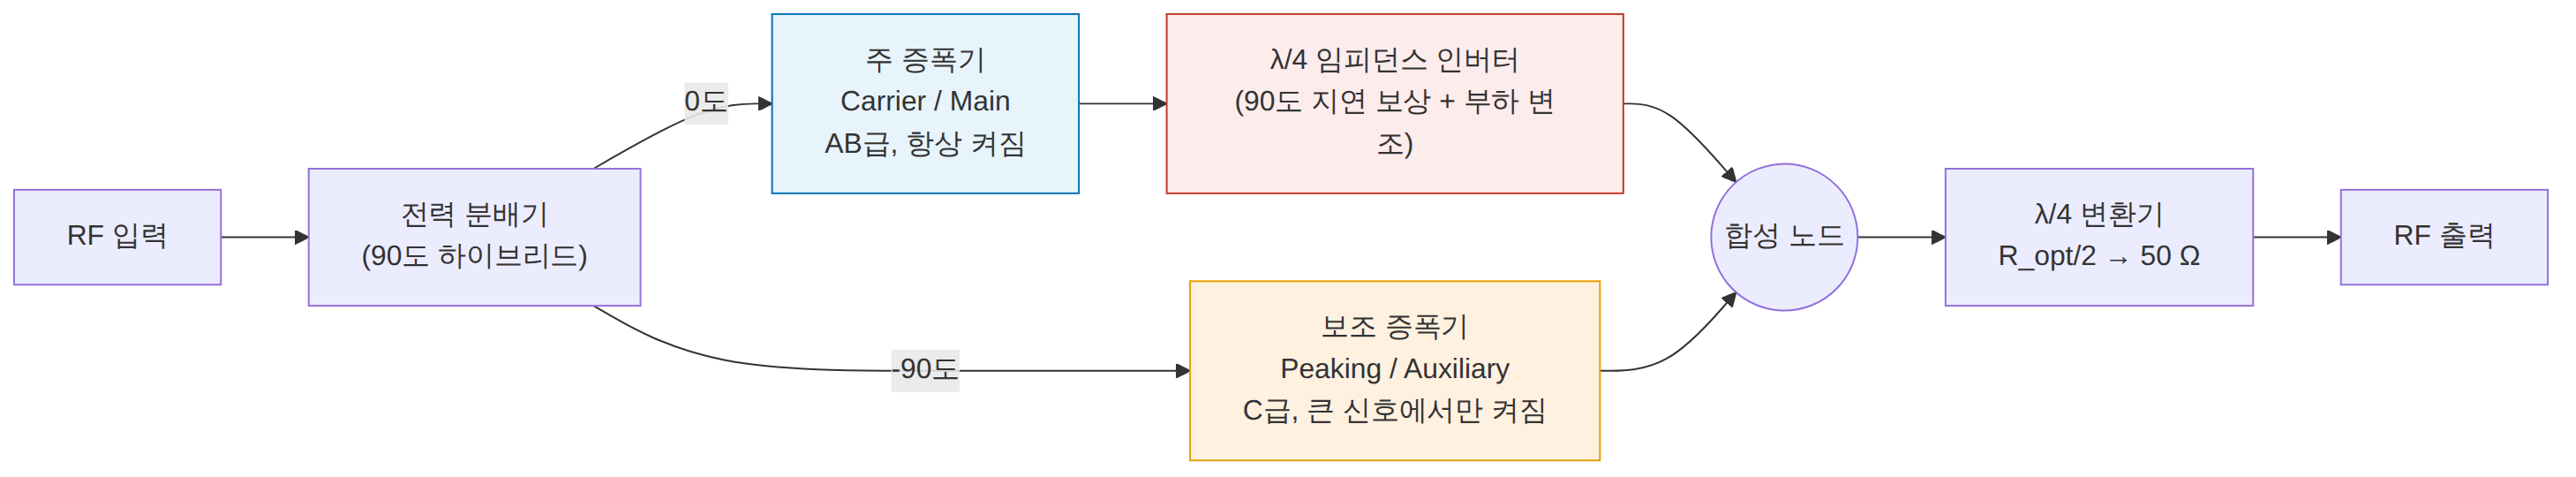 RF 입력
전력 분배기
(90도 하이브리드)
0도
-90도
주 증폭기
Carrier / Main
AB급, 항상 켜짐
λ/4 임피던스 인버터
(90도 지연 보상 + 부하 변
조)
보조 증폭기
Peaking / Auxiliary
C급, 큰 신호에서만 켜짐
합성 노드
λ/4 변환기
R_opt/2 → 50 Ω
RF 출력